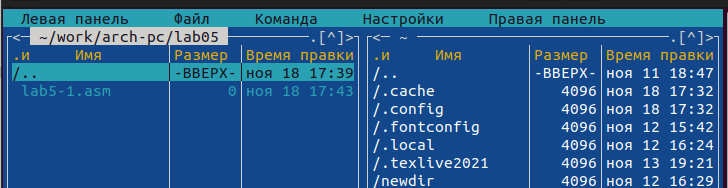 Левая панель Файл Команда Настройки Правая панель
<─ ~/work/arch-pc/lab05 .[^]> <─ ~ .[^]>
.и Имя Размер Время правки .и Имя Размер Время правки
/.. -ВВЕРХ- ноя 18 17:39 /.. -ВВЕРХ- ноя 11 18:47
lab5-1.asm 0 ноя 18 17:43 /.cache 4096 ноя 18 17:32
/.config 4096 ноя 18 17:32
/.fontconfig 4096 ноя 12 15:42
/.local 4096 ноя 12 16:24
/.texlive2021 4096 ноя 13 19:21
/newdir 4096 ноя 12 16:29